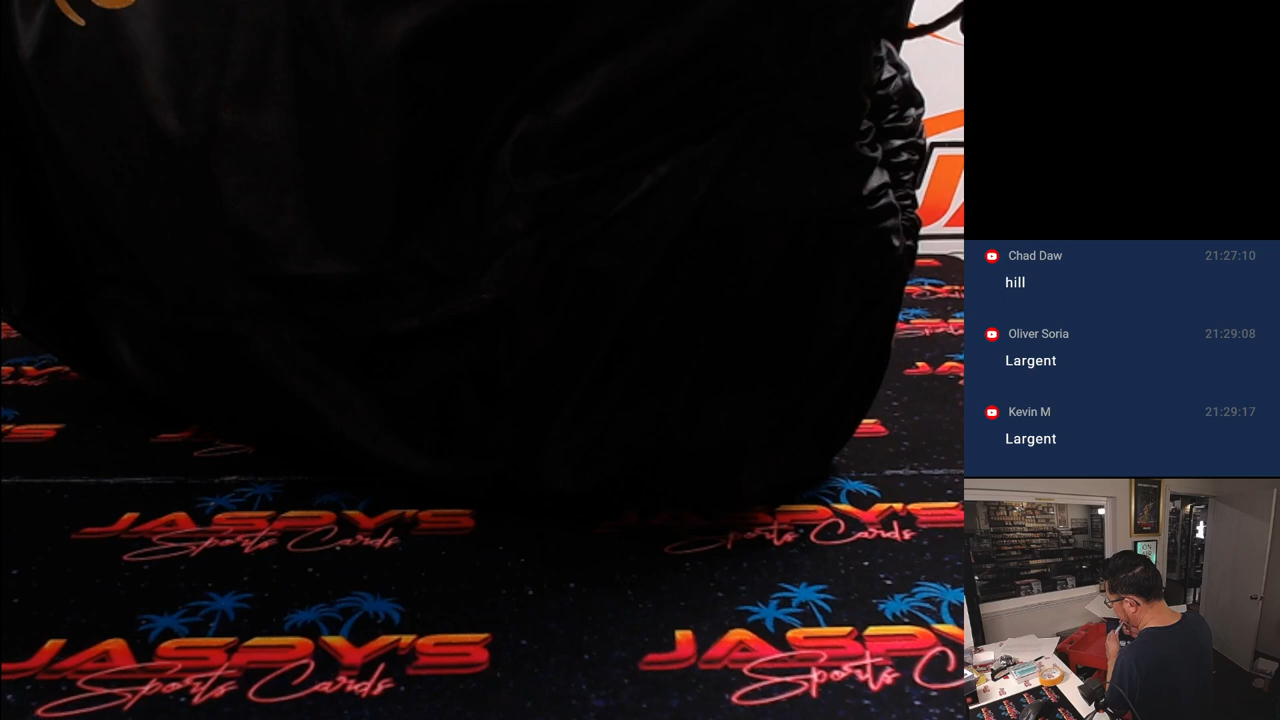 JASPY'S
Sports Cards
JASPY'S
Sports Cards
JASPY'S
Sports Cards
JASPY'S
Sports C
Chad Daw 21:27:10
hill
Oliver Soria 21:29:08
Largent
Kevin M 21:29:17
Largent
ON